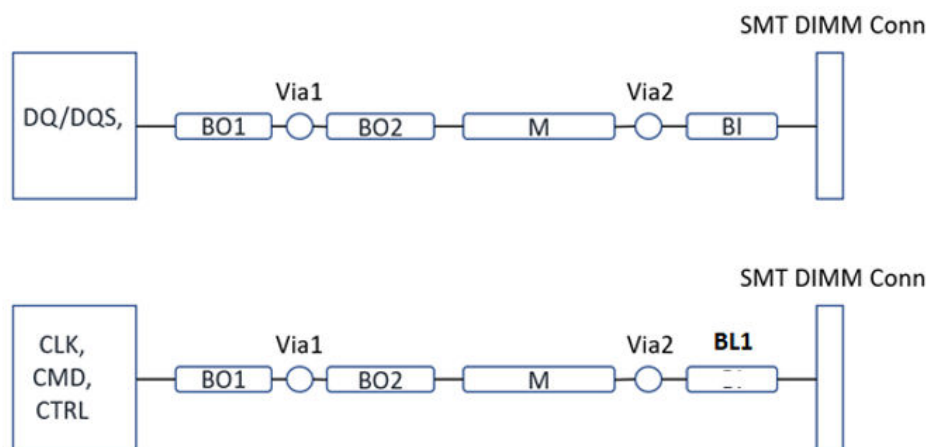 SMT DIMM Conn
DQ/DQS,
BO1
Via1
BO2
M
Via2
BI
SMT DIMM Conn
CLK,
CMD,
CTRL
BO1
Via1
BO2
M
Via2
BL1